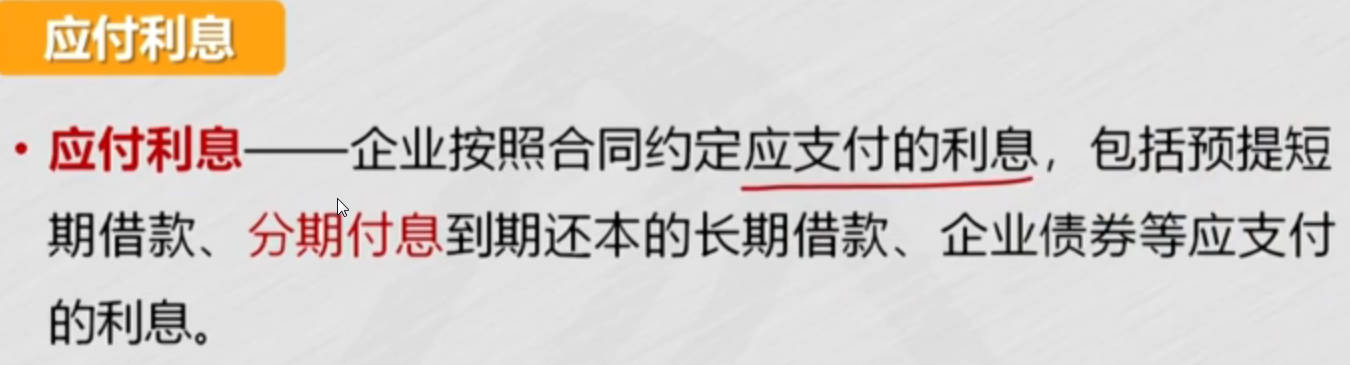 应付利息
• 应付利息——企业按照合同约定应支付的利息，包括预提短
期借款、分期付息到期还本的长期借款、企业债券等应支付
的利息。